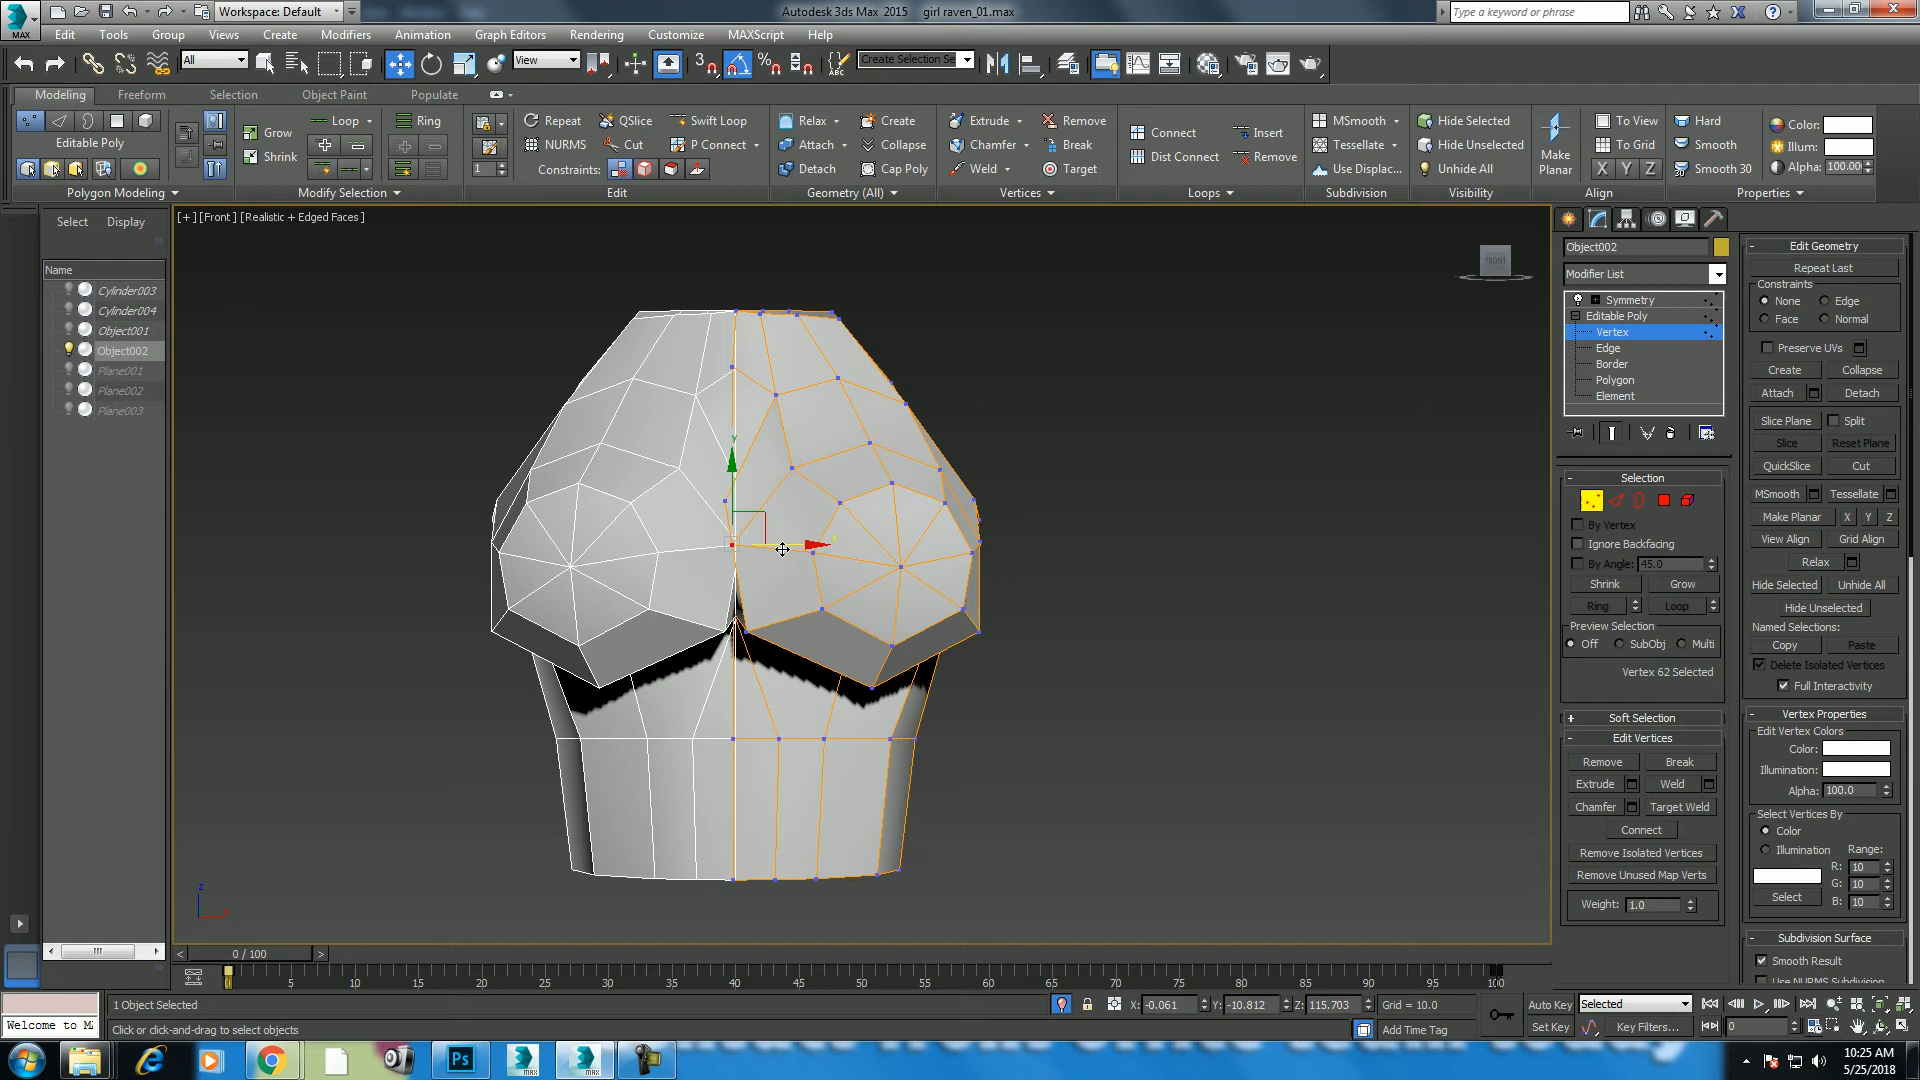 Workspace: Default
Autodesk 3ds Max 2015 girl raven_01.max
Type a keyword or phrase
MAX
Edit Tools Group Views Create Modifiers Animation Graph Editors Rendering Customize MAXScript Help
All View Create Selection Se
Modeling Freeform Selection Object Paint Populate
Loop Ring Repeat QSlice Swift Loop Relax Create Extrude Remove MSmooth Hide Selected To View Hard Color:
Editable Poly Grow NURMS Cut P Connect Attach Collapse Chamfer Break Connect Insert Tessellate Hide Unselected Make Planar To Grid Smooth Illum:
Shrink 1 Constraints: Detach Cap Poly Weld Target Dist Connect Remove Use Displac... Unhide All X Y Z Smooth 30 Alpha: 100.00
Polygon Modeling Modify Selection Edit Geometry (All) Vertices Loops Subdivision Visibility Align Properties
Select Display
[+] [Front ] [Realistic + Edged Faces ]
Name
Cylinder003
Cylinder004
Object001
Object002
Plane001
Plane002
Plane003
FRONT
y
z
Object002
Modifier List
Symmetry
Editable Poly
Vertex
Edge
Border
Polygon
Element
Selection
By Vertex
Ignore Backfacing
By Angle: 45.0
Shrink Grow
Ring Loop
Preview Selection
Off SubObj Multi
Vertex 62 Selected
Soft Selection
Edit Vertices
Remove Break
Extrude Weld
Chamfer Target Weld
Connect
Remove Isolated Vertices
Remove Unused Map Verts
Weight: 1.0
Edit Geometry
Repeat Last
Constraints
None Edge
Face Normal
Preserve UVs
Create Collapse
Attach Detach
Slice Plane Split
Slice Reset Plane
QuickSlice Cut
MSmooth Tessellate
Make Planar X Y Z
View Align Grid Align
Relax
Hide Selected Unhide All
Hide Unselected
Named Selections:
Copy Paste
Delete Isolated Vertices
Full Interactivity
Vertex Properties
Edit Vertex Colors
Color:
Illumination:
Alpha: 100.0
Select Vertices By
Color
Illumination Range:
R: 10
G: 10
Select B: 10
Subdivision Surface
Smooth Result
Use NURMS Subdivision
0 / 100
5 10 15 20 25 30 35 40 45 50 55 60 65 70 75 80 85 90 95 100
1 Object Selected X: -0.061 Y: -10.812 Z: 115.703 Grid = 10.0 Auto Key Selected
Welcome to M Click or click-and-drag to select objects Add Time Tag Set Key Key Filters... 0
Ps MAX MAX
10:25 AM
5/25/2018